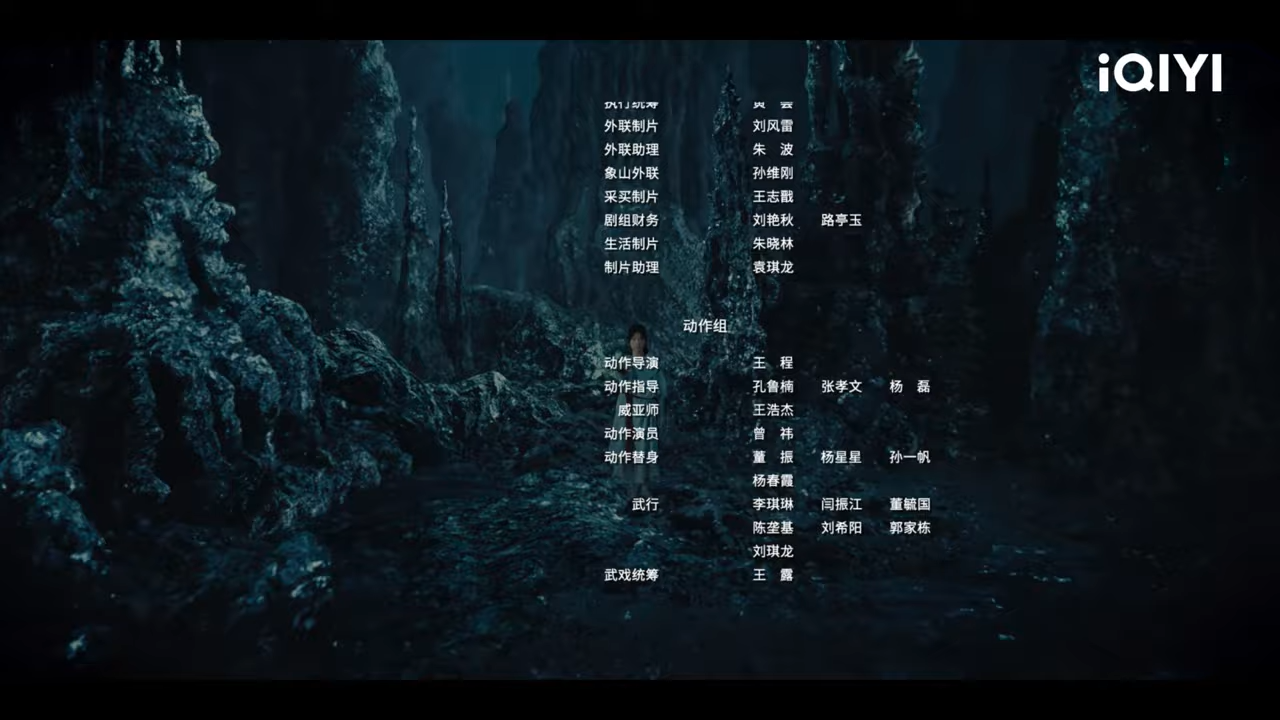 iQIYI
外联制片 刘风雷
外联助理 朱 波
象山外联 孙维刚
采买制片 王志戬
剧组财务 刘艳秋 路亭玉
生活制片 朱晓林
制片助理 袁琪龙
动作组
动作导演 王 程
动作指导 孔鲁楠 张孝文 杨 磊
威亚师 王浩杰
动作演员 曾 祎
动作替身 董 振 杨星星 孙一帆
杨春霞
武行 李琪琳 闫振江 董毓国
陈垄基 刘希阳 郭家栋
刘琪龙
武戏统筹 王 露